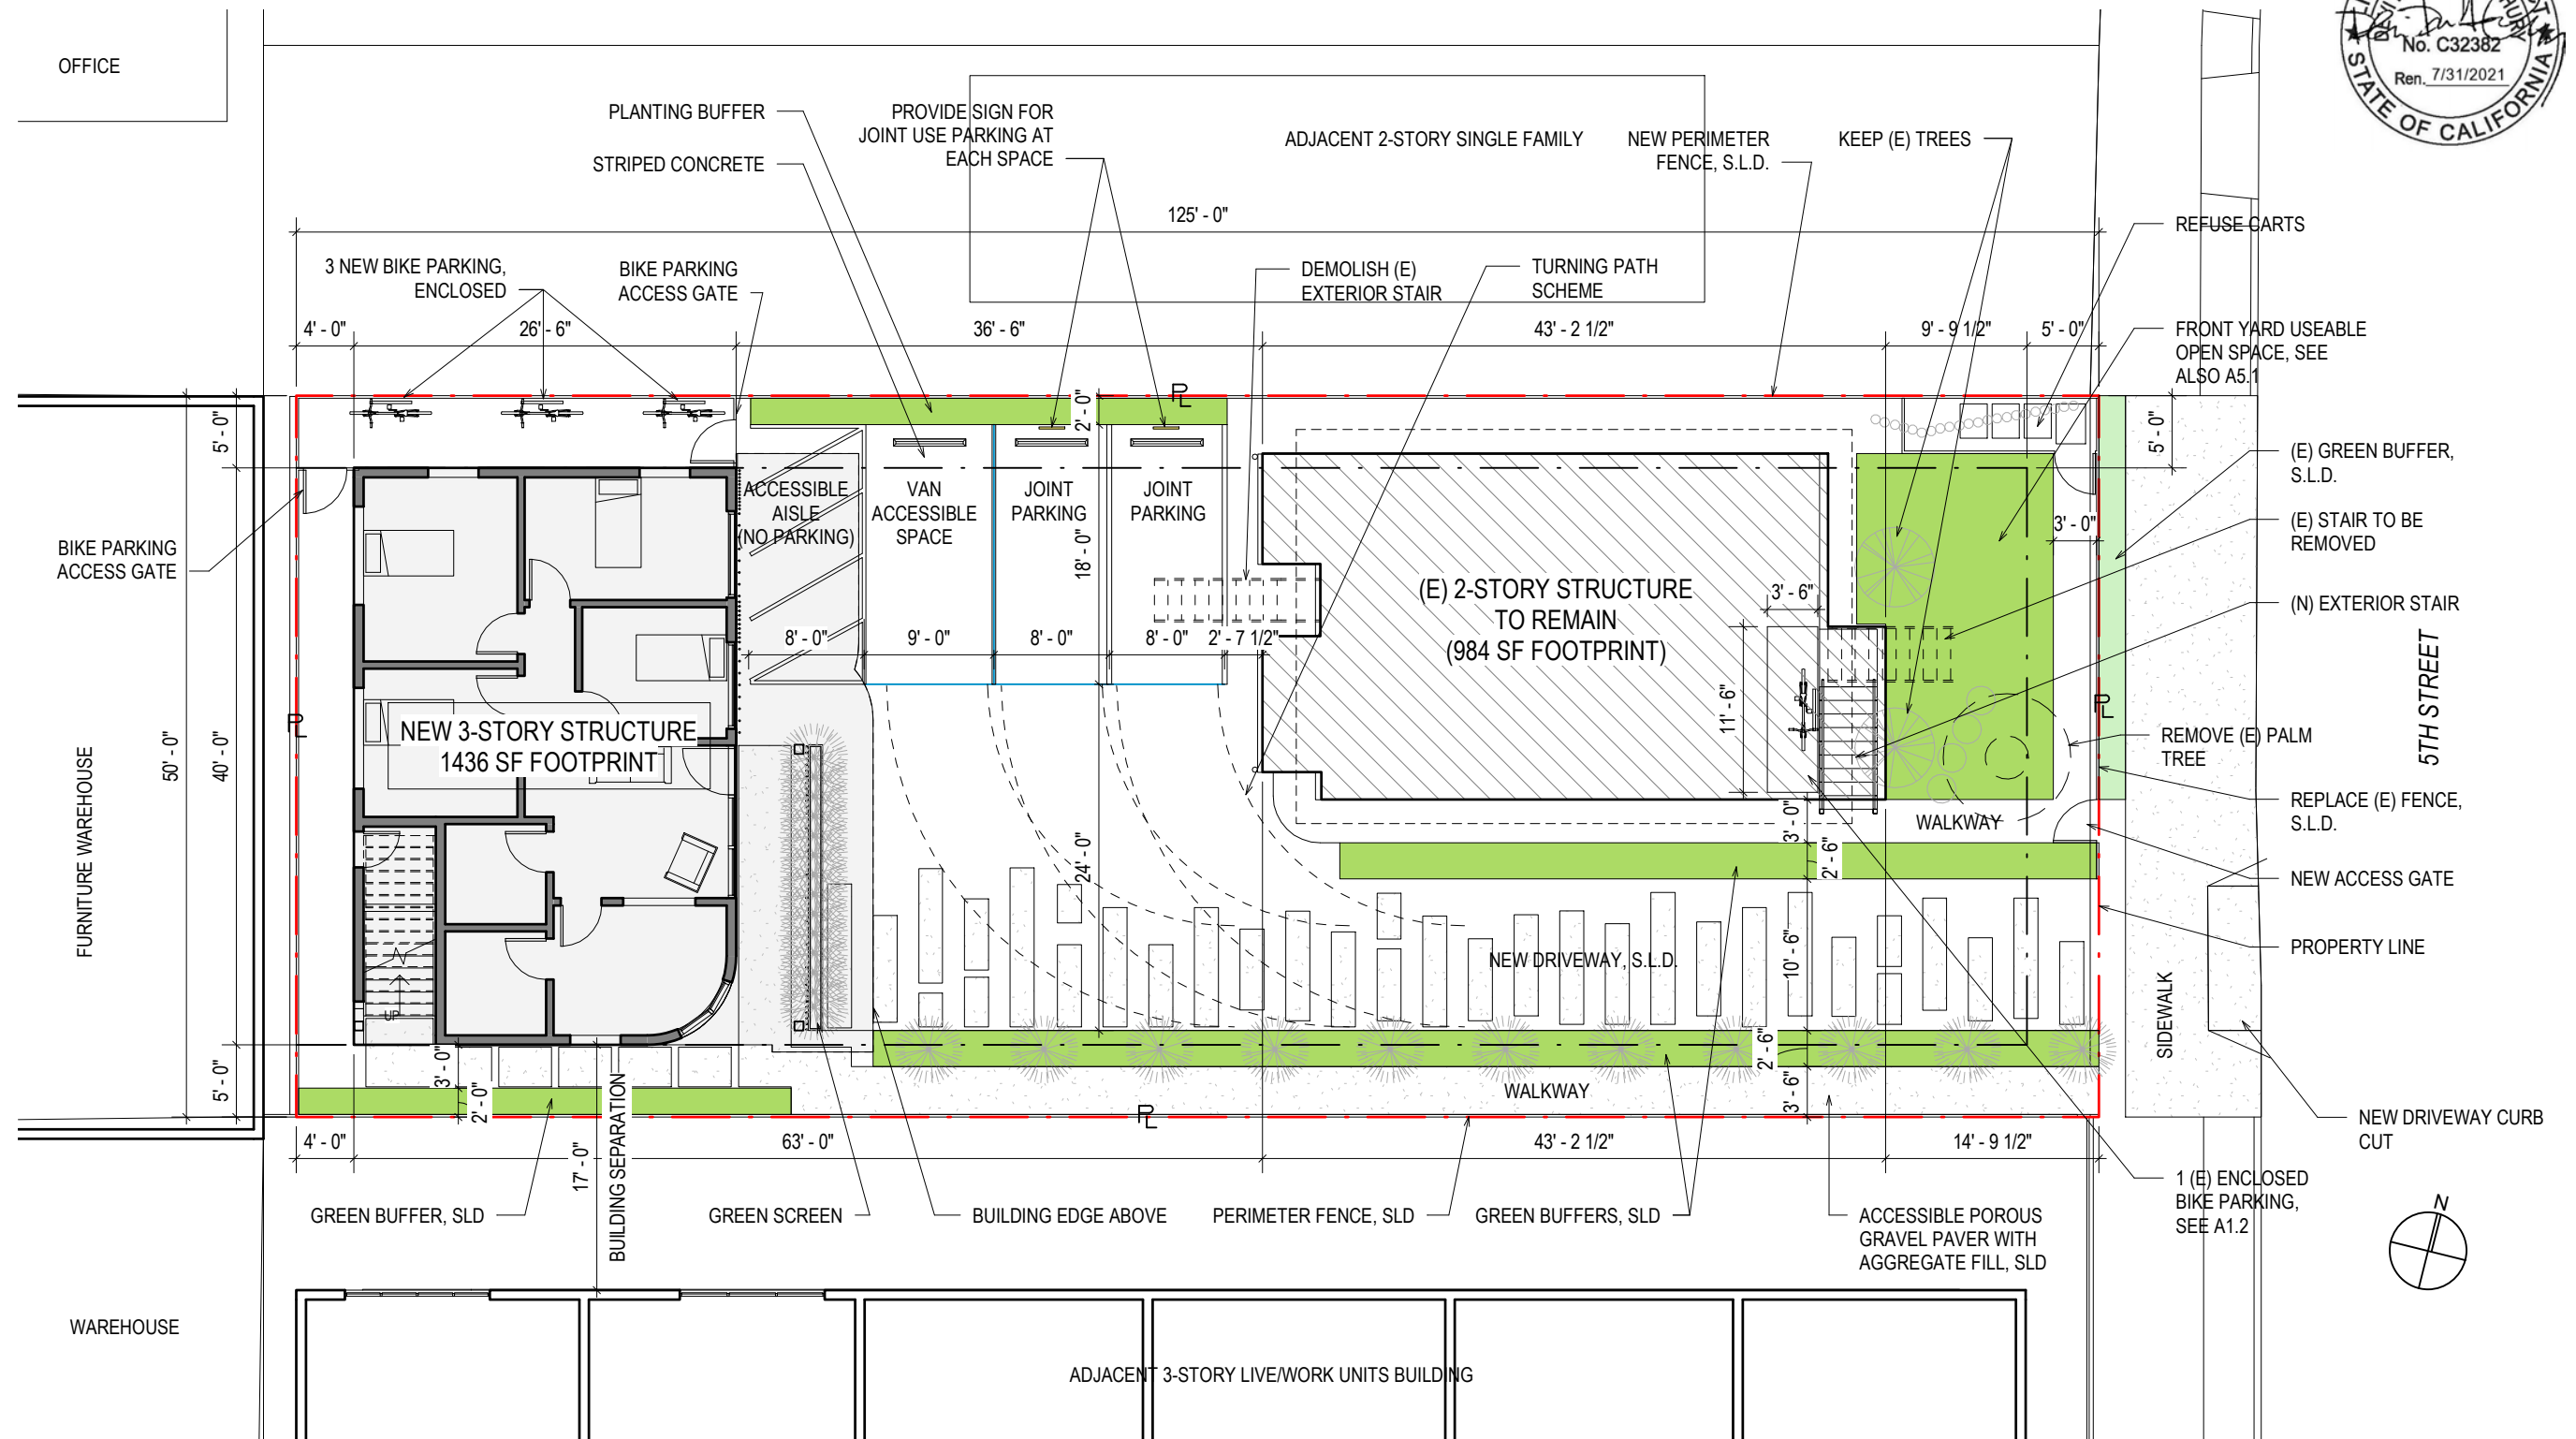 OFFICE
No. C32382
Ren. 7/31/2021
STATE OF CALIFORNIA
PLANTING BUFFER
STRIPED CONCRETE
PROVIDE SIGN FOR
JOINT USE PARKING AT
EACH SPACE
ADJACENT 2-STORY SINGLE FAMILY
NEW PERIMETER
FENCE, S.L.D.
KEEP (E) TREES
125' - 0"
REFUSE CARTS
3 NEW BIKE PARKING,
ENCLOSED
BIKE PARKING
ACCESS GATE
DEMOLISH (E)
EXTERIOR STAIR
TURNING PATH
SCHEME
4' - 0"
26' - 6"
36' - 6"
43' - 2 1/2"
9' - 9 1/2"
5' - 0"
FRONT YARD USEABLE
OPEN SPACE, SEE
ALSO A5.1
5' - 0"
2' - 0"
PL
5' - 0"
(E) GREEN BUFFER,
S.L.D.
ACCESSIBLE
AISLE
(NO PARKING)
VAN
ACCESSIBLE
SPACE
JOINT
PARKING
JOINT
PARKING
18' - 0"
3' - 0"
(E) STAIR TO BE
REMOVED
BIKE PARKING
ACCESS GATE
(E) 2-STORY STRUCTURE
TO REMAIN
(984 SF FOOTPRINT)
3' - 6"
(N) EXTERIOR STAIR
8' - 0"
9' - 0"
8' - 0"
8' - 0"
2' - 7 1/2"
11' - 6"
5TH STREET
PL
PL
NEW 3-STORY STRUCTURE
1436 SF FOOTPRINT
REMOVE (E) PALM
TREE
50' - 0"
40' - 0"
FURNITURE WAREHOUSE
REPLACE (E) FENCE,
S.L.D.
3' - 0"
WALKWAY
24' - 0"
2' - 6"
NEW ACCESS GATE
PROPERTY LINE
NEW DRIVEWAY, S.L.D.
10' - 6"
SIDEWALK
UP
5' - 0"
3' - 0"
2' - 0"
2' - 6"
3' - 6"
WALKWAY
PL
NEW DRIVEWAY CURB
CUT
4' - 0"
63' - 0"
43' - 2 1/2"
14' - 9 1/2"
17' - 0"
BUILDING SEPARATION
1 (E) ENCLOSED
BIKE PARKING,
SEE A1.2
GREEN BUFFER, SLD
GREEN SCREEN
BUILDING EDGE ABOVE
PERIMETER FENCE, SLD
GREEN BUFFERS, SLD
ACCESSIBLE POROUS
GRAVEL PAVER WITH
AGGREGATE FILL, SLD
N
WAREHOUSE
ADJACENT 3-STORY LIVE/WORK UNITS BUILDING